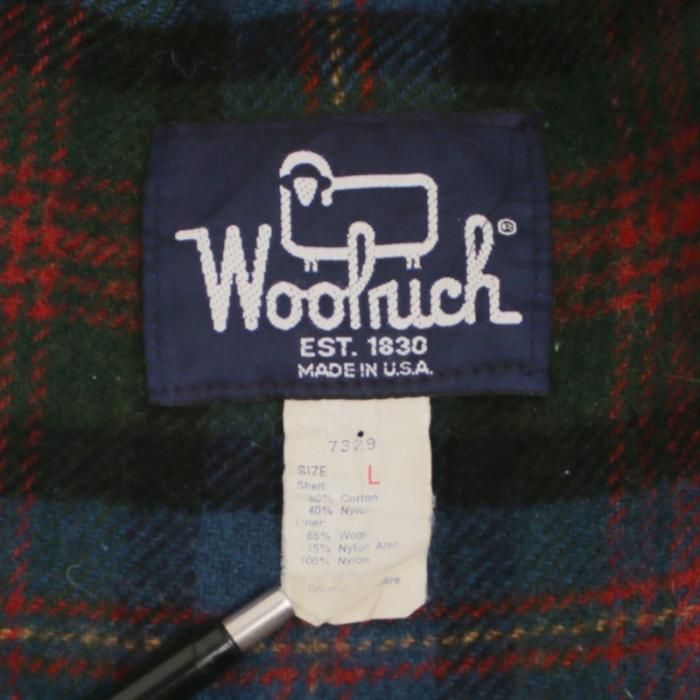 Woolrich®
EST. 1830
MADE IN U.S.A.
7329
SIZE L
Shell:
60% Cotton
40% Nylon
Liner:
85% Wool
15% Nylon Also
100% Nylon